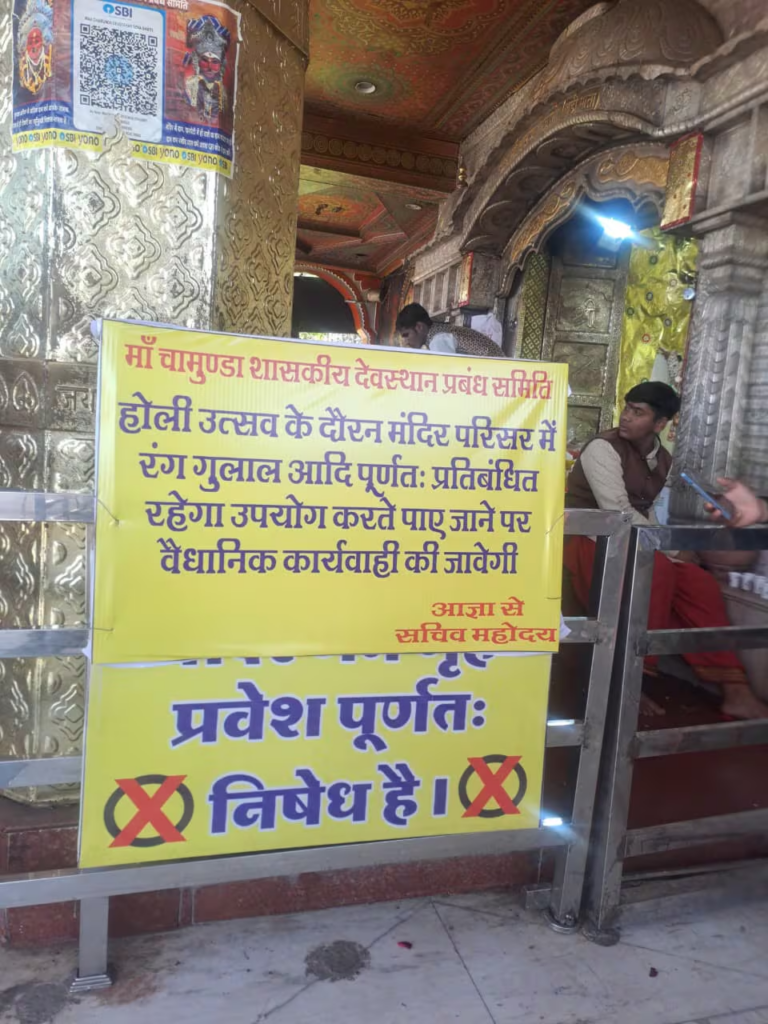 SBI
माँ चामुण्डा शासकीय देवस्थान प्रबंध समिति
होली उत्सव के दौरन मंदिर परिसर में
रंग गुलाल आदि पूर्णतः प्रतिबंधित
रहेगा उपयोग करते पाए जाने पर
वैधानिक कार्यवाही की जावेगी
आज्ञा से
सचिव महोदय
प्रवेश पूर्णतः
निषेध है।